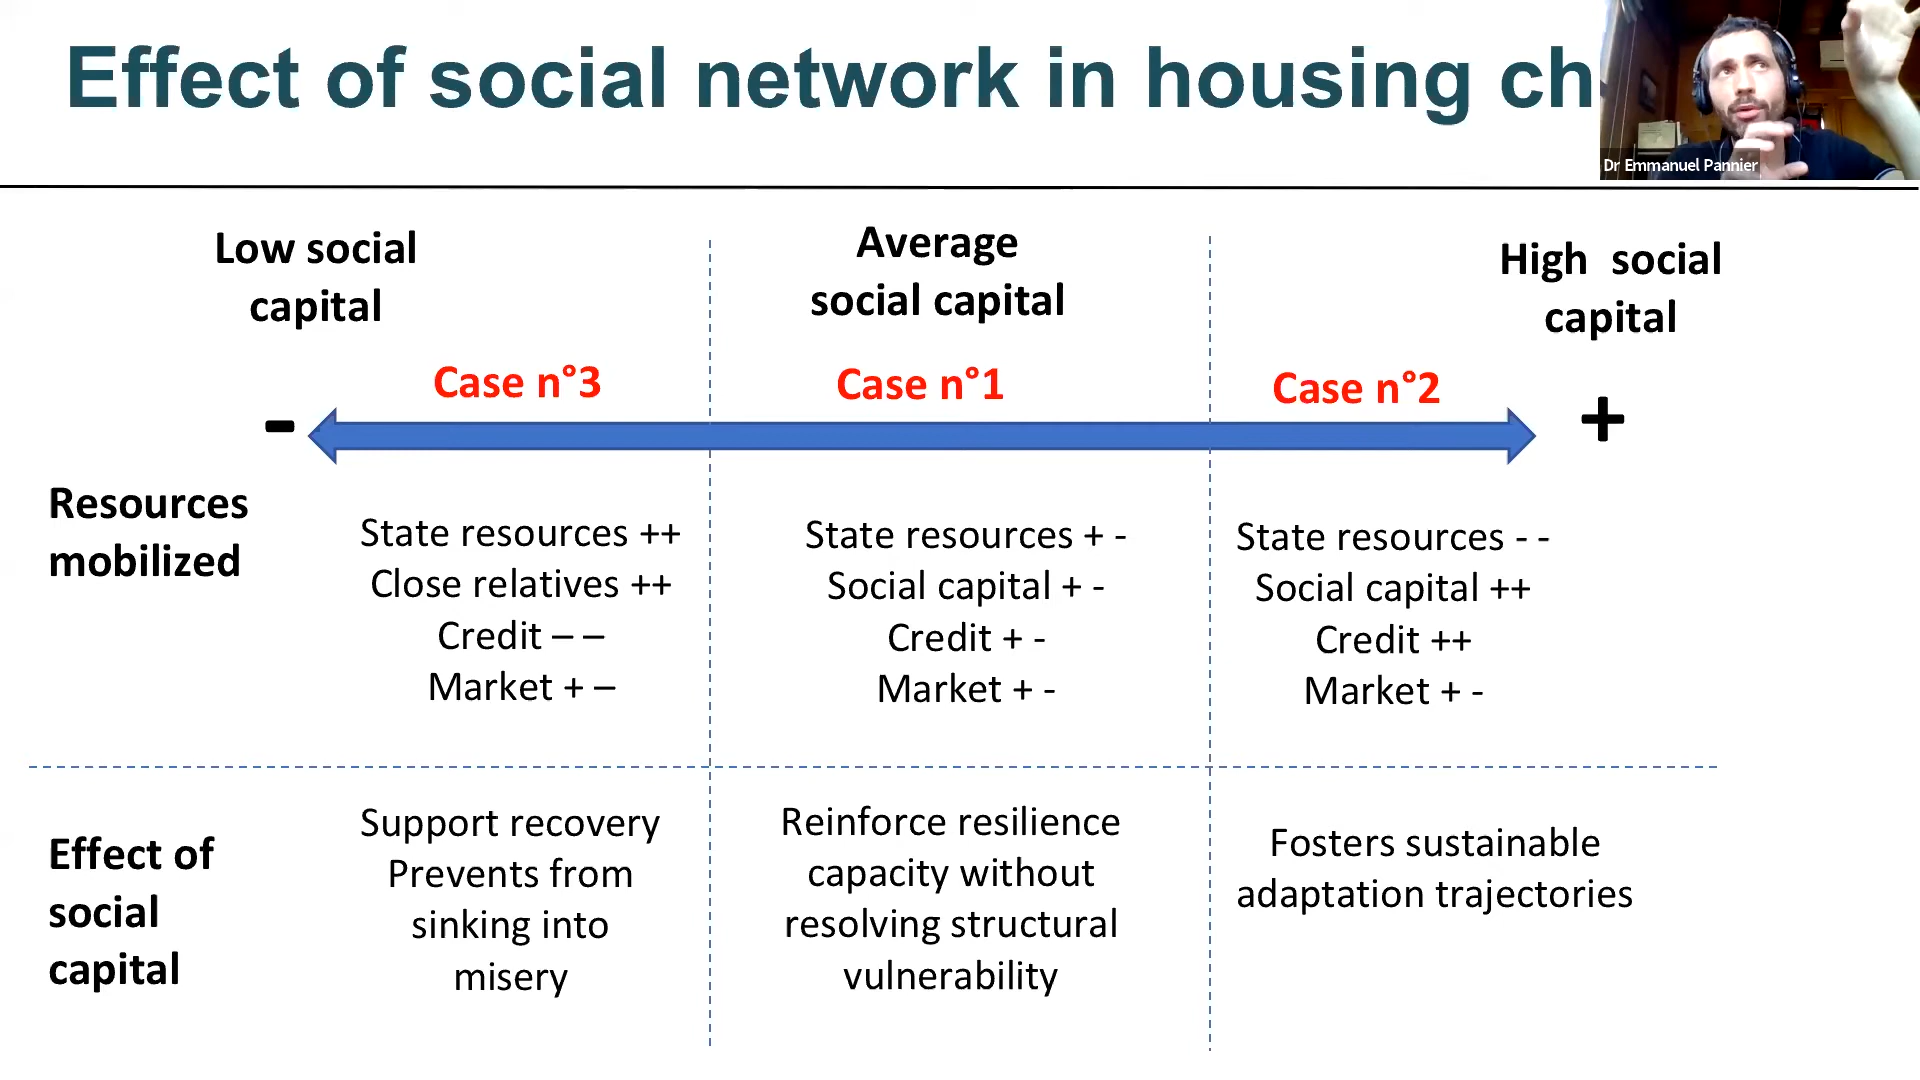 Effect of social network in housing ch
Dr Emmanuel Pannier
Low social
capital
Average
social capital
High social
capital
Case n°3
Case n°1
Case n°2
-
+
Resources
mobilized
State resources ++
Close relatives ++
Credit – –
Market + –
State resources + -
Social capital + -
Credit + -
Market + -
State resources - -
Social capital ++
Credit ++
Market + -
Effect of
social
capital
Support recovery
Prevents from
sinking into
misery
Reinforce resilience
capacity without
resolving structural
vulnerability
Fosters sustainable
adaptation trajectories